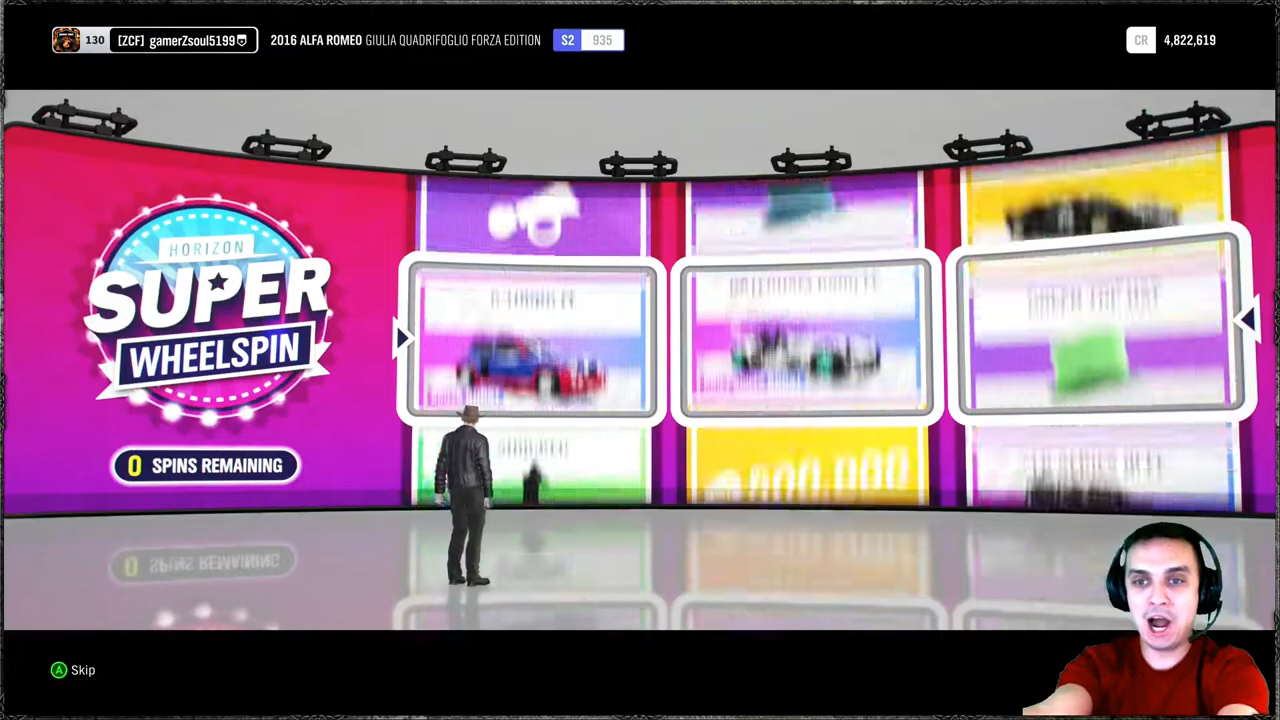 130 [ZCF] gamerZsoul5199 2016 ALFA ROMEO GIULIA QUADRIFOGLIO FORZA EDITION S2 935 CR 4,822,619
HORIZON
SUPER
WHEELSPIN
0 SPINS REMAINING
A Skip